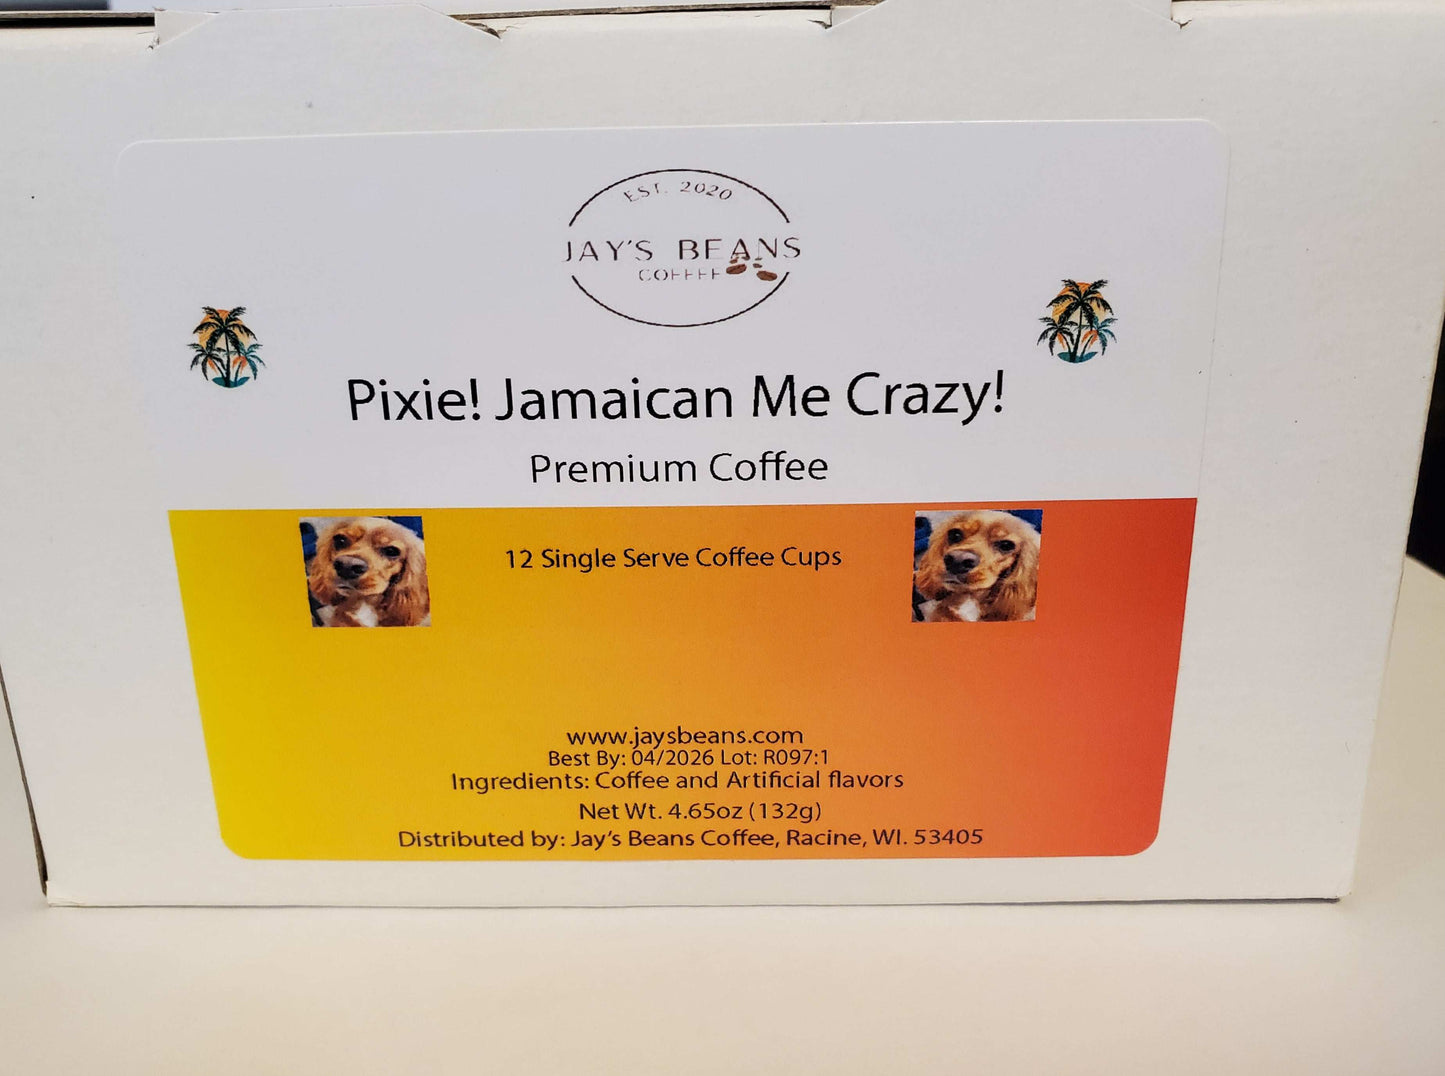 EST. 2020
JAY'S BEANS
COFFEE
Pixie! Jamaican Me Crazy!
Premium Coffee
12 Single Serve Coffee Cups
www.jaysbeans.com
Best By: 04/2026 Lot: R097:1
Ingredients: Coffee and Artificial flavors
Net Wt. 4.65oz (132g)
Distributed by: Jay's Beans Coffee, Racine, WI. 53405